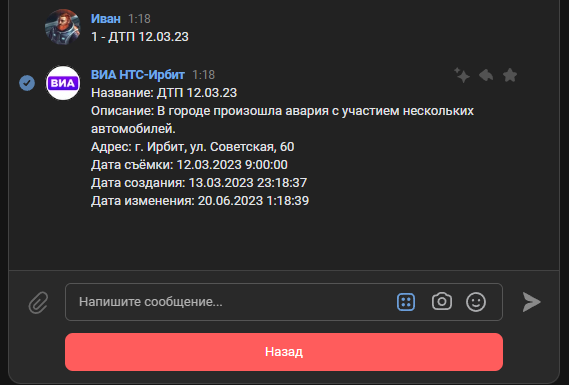 Иван 1:18
1 - ДТП 12.03.23
ВИА НТС-Ирбит 1:18
ВИА
Название: ДТП 12.03.23
Описание: В городе произошла авария с участием нескольких
автомобилей.
Адрес: г. Ирбит, ул. Советская, 60
Дата съёмки: 12.03.2023 9:00:00
Дата создания: 13.03.2023 23:18:37
Дата изменения: 20.06.2023 1:18:39
Напишите сообщение...
Назад